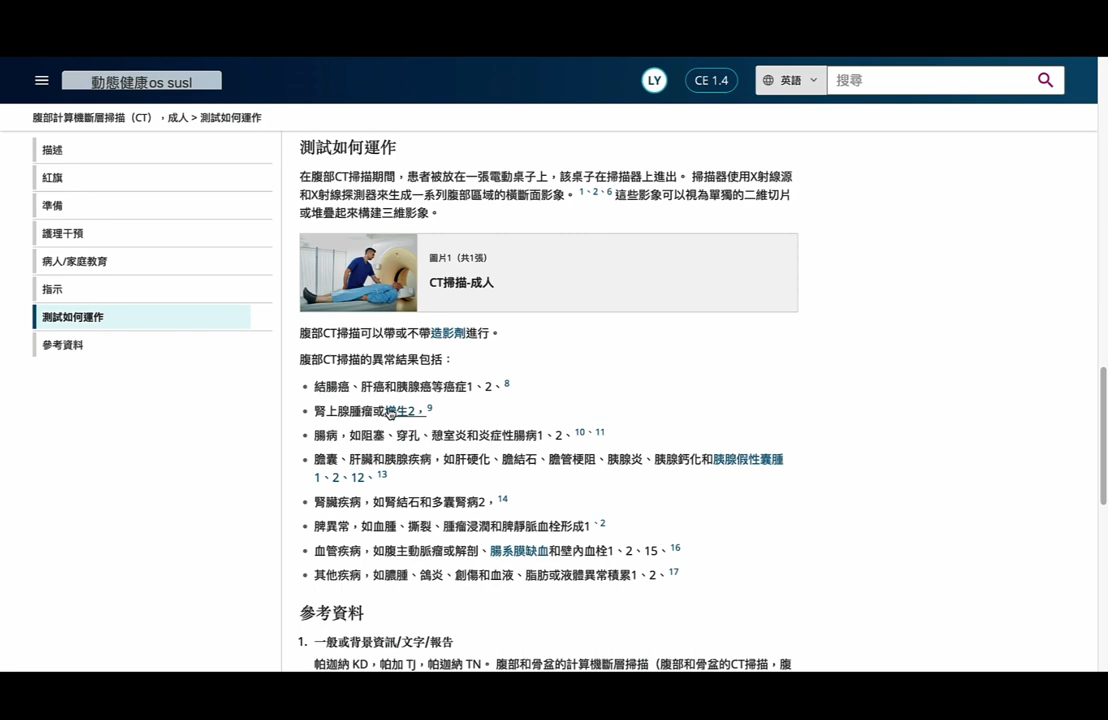 動態健康os susl
LY
CE 1.4
英語
搜尋
腹部計算機斷層掃描（CT），成人 > 測試如何運作
描述
紅旗
準備
護理干預
病人/家庭教育
指示
測試如何運作
參考資料
測試如何運作
在腹部CT掃描期間，患者被放在一張電動桌子上，該桌子在掃描器上進出。 掃描器使用X射線源
和X射線探測器來生成一系列腹部區域的橫斷面影象。 1、2、6 這些影象可以視為單獨的二維切片
或堆疊起來構建三維影象。
圖片1（共1張）
CT掃描-成人
腹部CT掃描可以帶或不帶造影劑進行。
腹部CT掃描的異常結果包括：
• 結腸癌、肝癌和胰腺癌等癌症1、2、8
• 腎上腺腫瘤或增生2，9
• 腸病，如阻塞、穿孔、憩室炎和炎症性腸病1、2、10、11
• 膽囊、肝臟和胰腺疾病，如肝硬化、膽結石、膽管梗阻、胰腺炎、胰腺鈣化和胰腺假性囊腫
1、2、12、13
• 腎臟疾病，如腎結石和多囊腎病2，14
• 脾異常，如血腫、撕裂、腫瘤浸潤和脾靜脈血栓形成1、2
• 血管疾病，如腹主動脈瘤或解剖、腸系膜缺血和壁內血栓1、2、15、16
• 其他疾病，如膿腫、鴿炎、創傷和血液、脂肪或液體異常積累1、2、17
參考資料
1. 一般或背景資訊/文字/報告
帕迦納 KD，帕加 TJ，帕迦納 TN。 腹部和骨盆的計算機斷層掃描（腹部和骨盆的CT掃描，腹